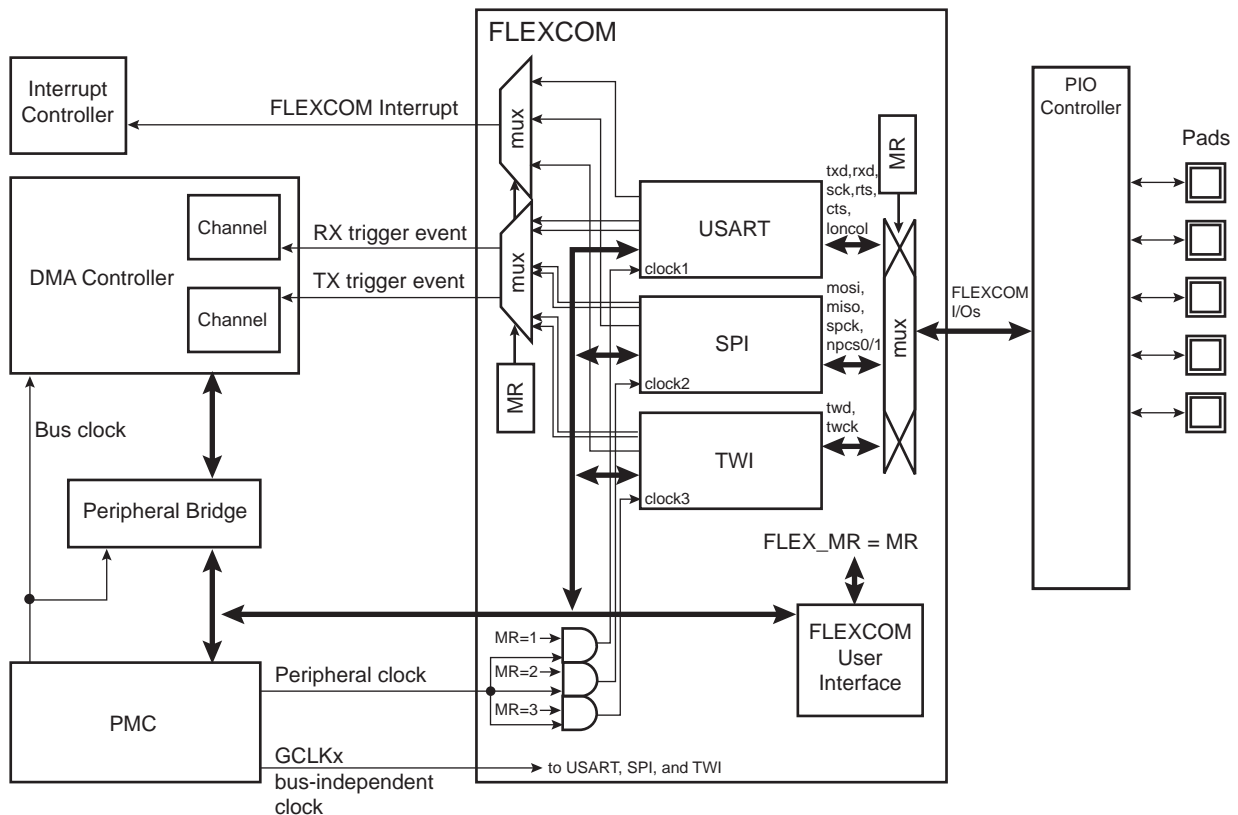 FLEXCOM
Interrupt
Controller
FLEXCOM Interrupt
mux
MR
PIO
Controller
Pads
DMA Controller
Channel
Channel
RX trigger event
TX trigger event
mux
MR
USART
clock1
txd,rxd,
sck,rts,
cts,
loncol
SPI
clock2
mosi,
miso,
spck,
npcs0/1
TWI
clock3
twd,
twck
mux
FLEXCOM
I/Os
Bus clock
Peripheral Bridge
FLEX_MR = MR
FLEXCOM
User
Interface
MR=1
MR=2
MR=3
PMC
Peripheral clock
GCLKx
bus-independent
clock
to USART, SPI, and TWI